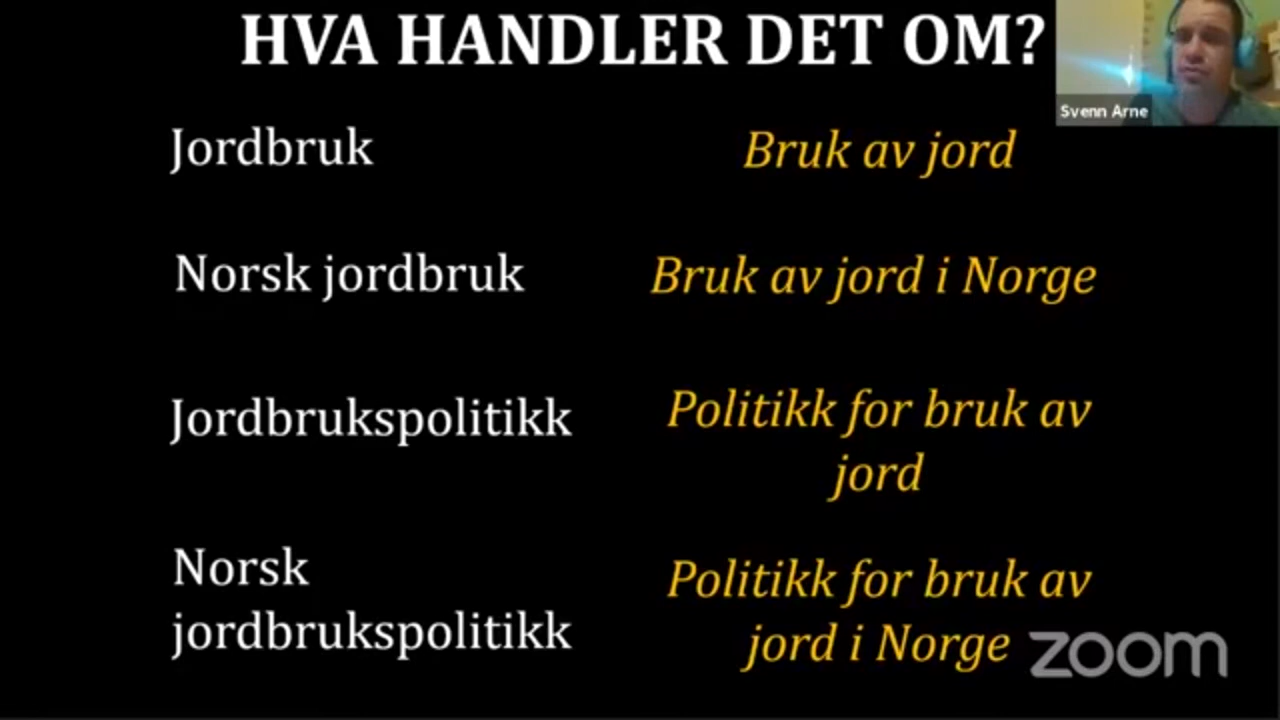 HVA HANDLER DET OM?
Svenn Arne
Jordbruk
Bruk av jord
Norsk jordbruk
Bruk av jord i Norge
Jordbrukspolitikk
Politikk for bruk av
jord
Norsk
jordbrukspolitikk
Politikk for bruk av
jord i Norge
zoom